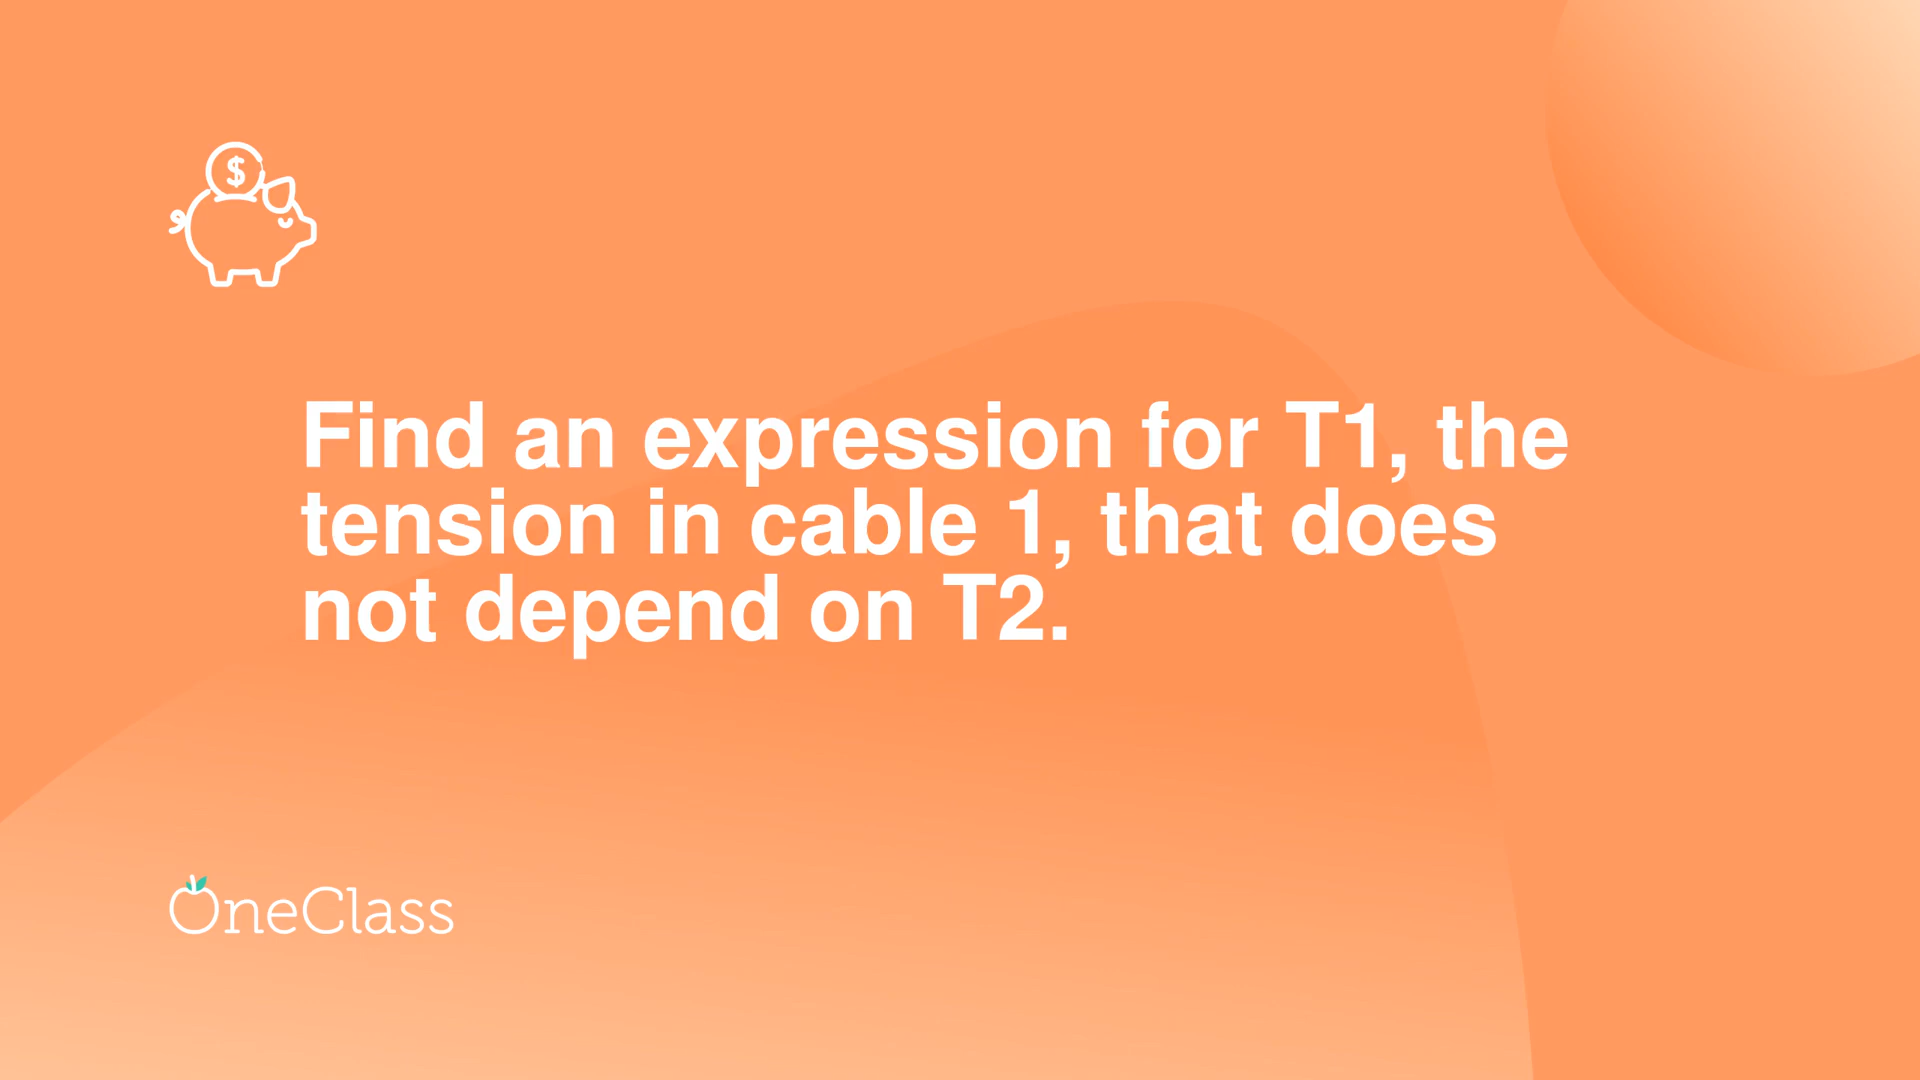 $
Find an expression for T1, the
tension in cable 1, that does
not depend on T2.
OneClass